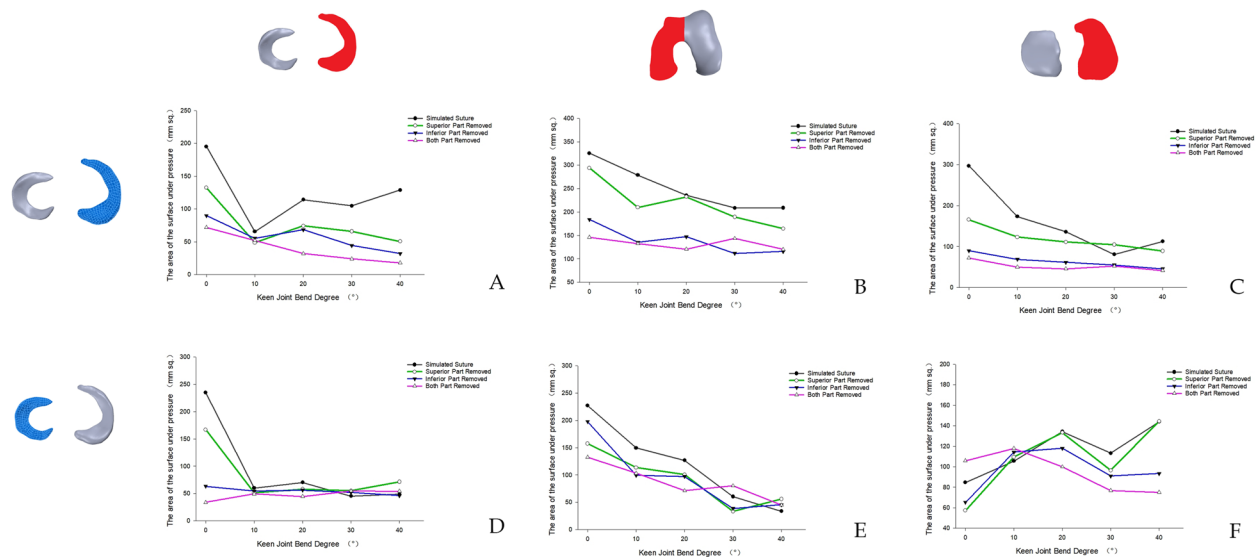 250
200
150
100
50
0
The area of the surface under pressure (mm sq.)
0 10 20 30 40
Keen Joint Bend Degree (°)
Simulated Suture
Superior Part Removed
Inferior Part Removed
Both Part Removed
A
400
350
300
250
200
150
100
50
The area of the surface under pressure (mm sq.)
0 10 20 30 40
Keen Joint Bend Degree (°)
Simulated Suture
Superior Part Removed
Inferior Part Removed
Both Part Removed
B
400
300
200
100
0
The area of the surface under pressure (mm sq.)
0 10 20 30 40
Keen Joint Bend Degree (°)
Simulated Suture
Superior Part Removed
Inferior Part Removed
Both Part Removed
C
300
250
200
150
100
50
0
The area of the surface under pressure (mm sq.)
0 10 20 30 40
Keen Joint Bend Degree (°)
Simulated Suture
Superior Part Removed
Inferior Part Removed
Both Part Removed
D
300
250
200
150
100
50
0
The area of the surface under pressure (mm sq.)
0 10 20 30 40
Keen Joint Bend Degree (°)
Simulated Suture
Superior Part Removed
Inferior Part Removed
Both Part Removed
E
200
180
160
140
120
100
80
60
40
The area of the surface under pressure (mm sq.)
0 10 20 30 40
Keen Joint Bend Degree (°)
Simulated Suture
Superior Part Removed
Inferior Part Removed
Both Part Removed
F